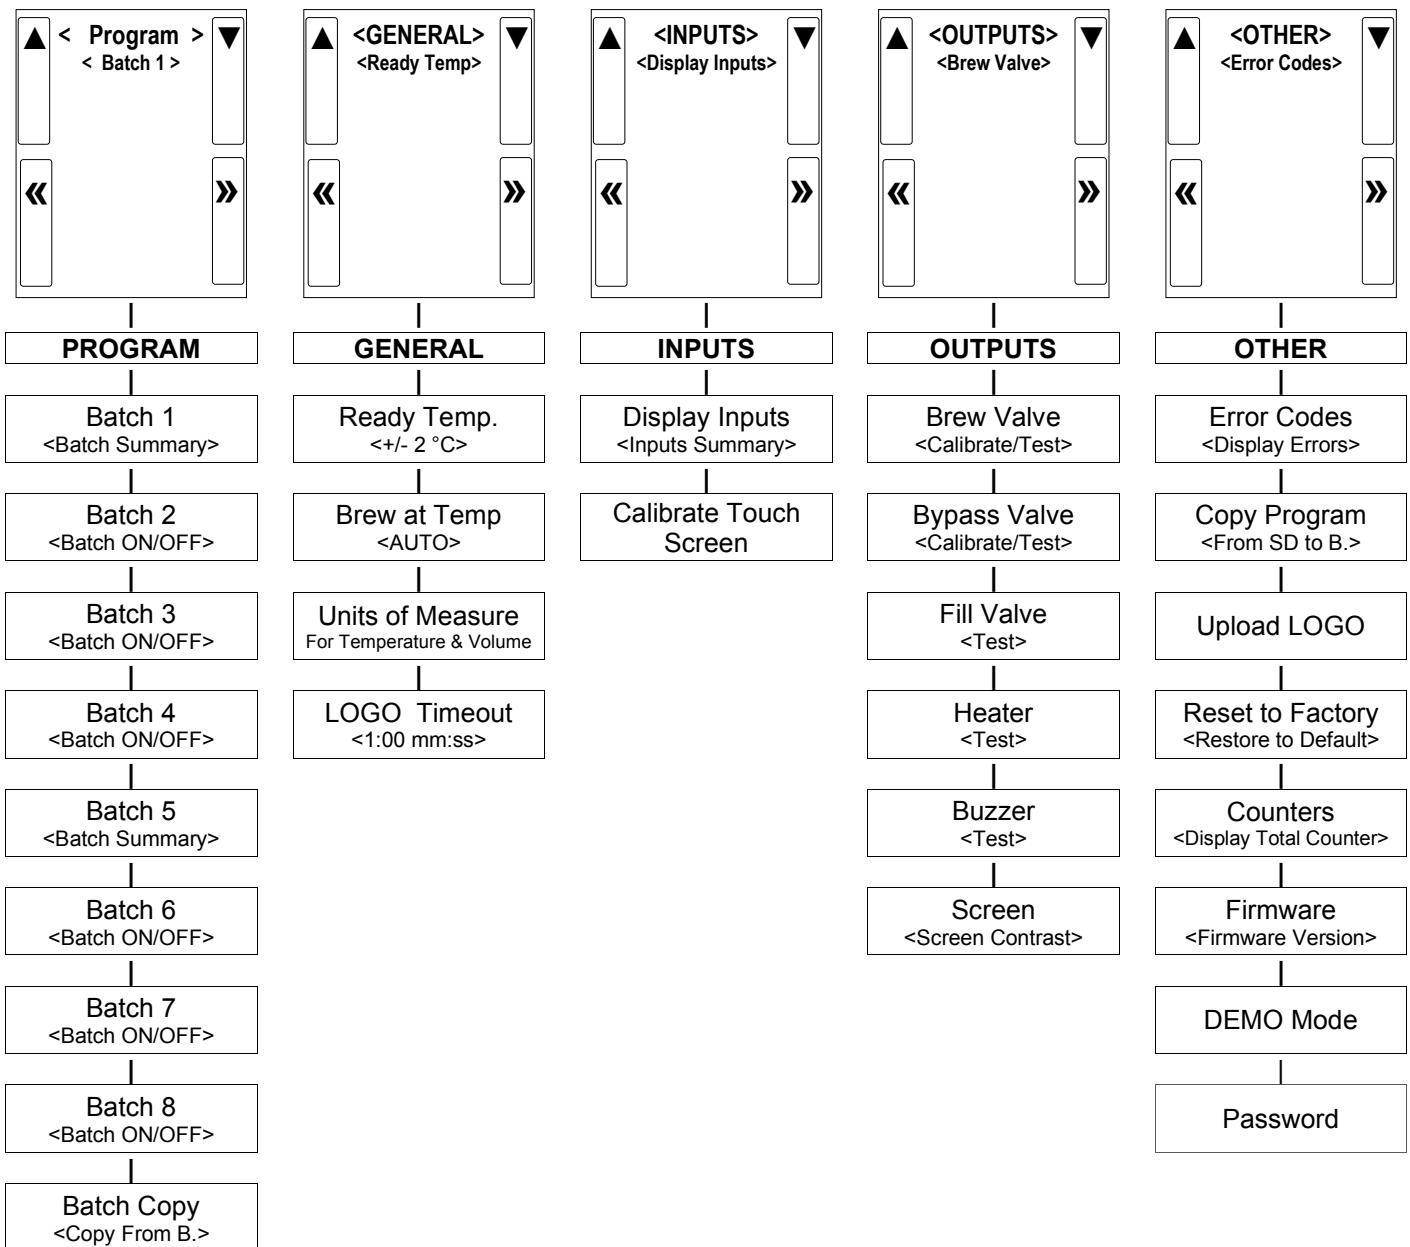 ▲ < Program > ▼
< Batch 1 >
« »
PROGRAM
Batch 1
<Batch Summary>
Batch 2
<Batch ON/OFF>
Batch 3
<Batch ON/OFF>
Batch 4
<Batch ON/OFF>
Batch 5
<Batch Summary>
Batch 6
<Batch ON/OFF>
Batch 7
<Batch ON/OFF>
Batch 8
<Batch ON/OFF>
Batch Copy
<Copy From B.>
▲ <GENERAL> ▼
<Ready Temp>
« »
GENERAL
Ready Temp.
<+/- 2 °C>
Brew at Temp
<AUTO>
Units of Measure
For Temperature & Volume
LOGO Timeout
<1:00 mm:ss>
▲ <INPUTS> ▼
<Display Inputs>
« »
INPUTS
Display Inputs
<Inputs Summary>
Calibrate Touch
Screen
▲ <OUTPUTS> ▼
<Brew Valve>
« »
OUTPUTS
Brew Valve
<Calibrate/Test>
Bypass Valve
<Calibrate/Test>
Fill Valve
<Test>
Heater
<Test>
Buzzer
<Test>
Screen
<Screen Contrast>
▲ <OTHER> ▼
<Error Codes>
« »
OTHER
Error Codes
<Display Errors>
Copy Program
<From SD to B.>
Upload LOGO
Reset to Factory
<Restore to Default>
Counters
<Display Total Counter>
Firmware
<Firmware Version>
DEMO Mode
Password